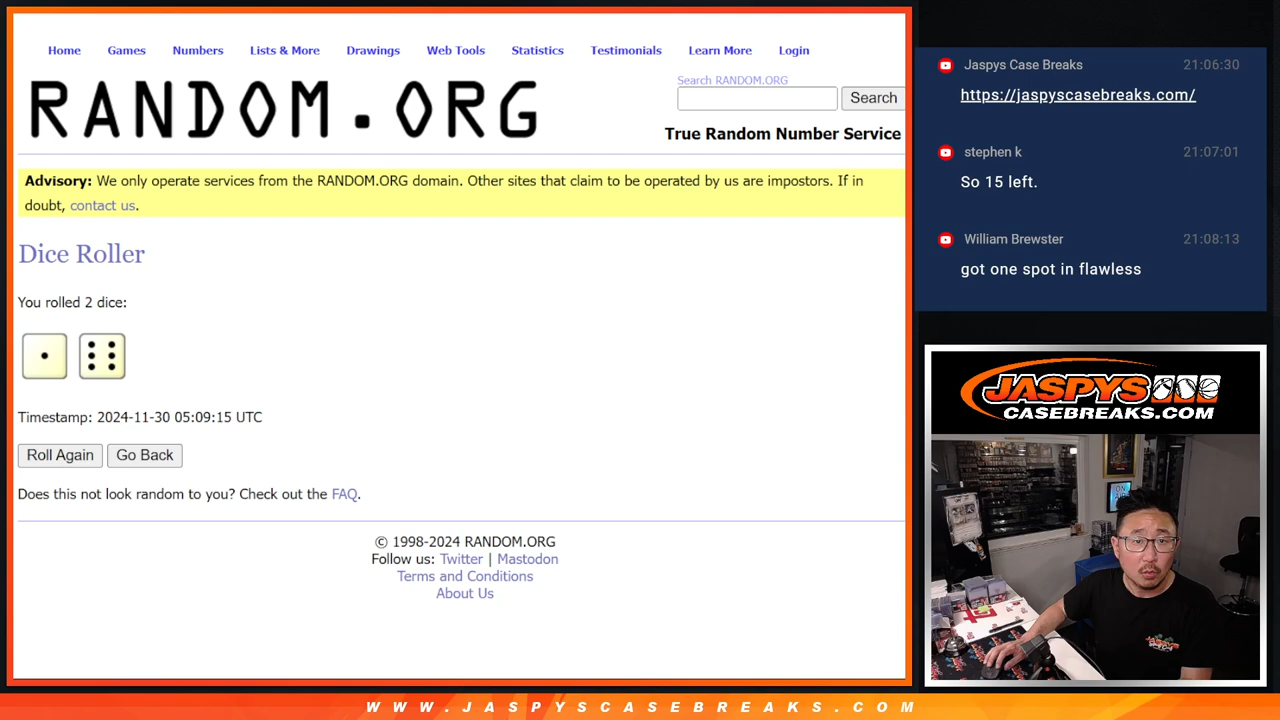 Home Games Numbers Lists & More Drawings Web Tools Statistics Testimonials Learn More Login
RANDOM.ORG
Search RANDOM.ORG
Search
True Random Number Service
Advisory: We only operate services from the RANDOM.ORG domain. Other sites that claim to be operated by us are impostors. If in
doubt, contact us.
Dice Roller
You rolled 2 dice:
Timestamp: 2024-11-30 05:09:15 UTC
Roll Again Go Back
Does this not look random to you? Check out the FAQ.
© 1998-2024 RANDOM.ORG
Follow us: Twitter | Mastodon
Terms and Conditions
About Us
Jaspys Case Breaks 21:06:30
https://jaspyscasebreaks.com/
stephen k 21:07:01
So 15 left.
William Brewster 21:08:13
got one spot in flawless
JASPYS
CASEBREAKS.COM
WWW.JASPYSCASEBREAKS.COM